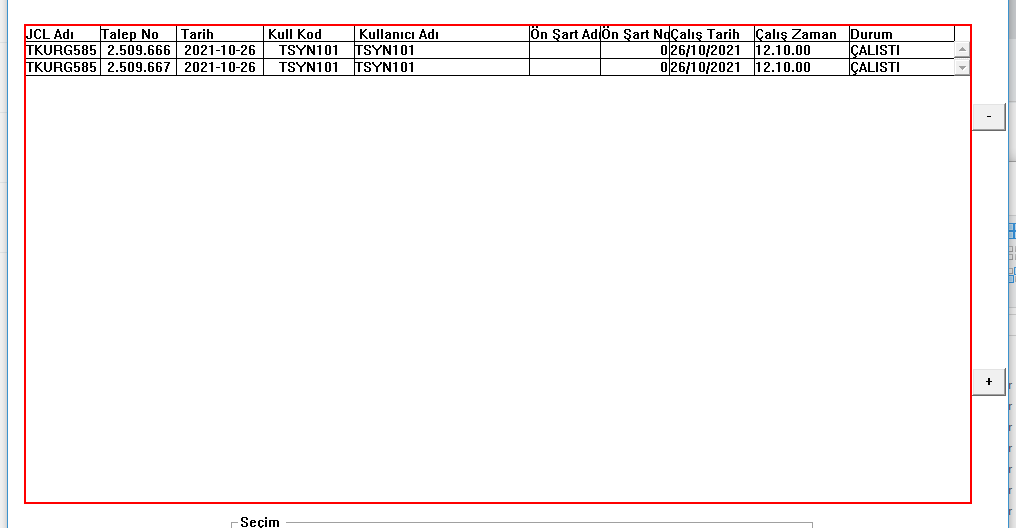 JCL Adı Talep No Tarih Kull Kod Kullanıcı Adı Ön Şart Adı Ön Şart No Çalış Tarih Çalış Zaman Durum
TKURG585 2.509.666 2021-10-26 TSYN101 TSYN101 0 26/10/2021 12.10.00 ÇALISTI
TKURG585 2.509.667 2021-10-26 TSYN101 TSYN101 0 26/10/2021 12.10.00 ÇALISTI
-
+
Seçim